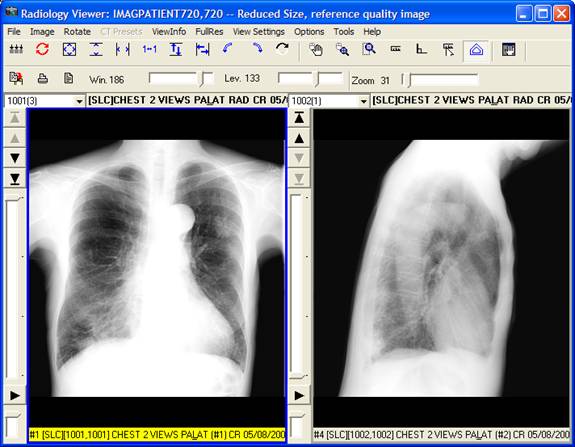 Radiology Viewer: IMAGPATIENT720,720 -- Reduced Size, reference quality image
File Image Rotate CT Presets ViewInfo FullRes View Settings Options Tools Help
1--1
Win. 186 Lev. 133 Zoom 31
1001(3) [SLC]CHEST 2 VIEWS PALAT RAD CR 05/0 1002(1) [SLC]CHEST 2 VIEWS PALAT RAD CR 05/0
#1 [SLC][1001,1001] CHEST 2 VIEWS PALAT (#1) CR 05/08/200 #4 [SLC][1002,1002] CHEST 2 VIEWS PALAT (#2) CR 05/08/200